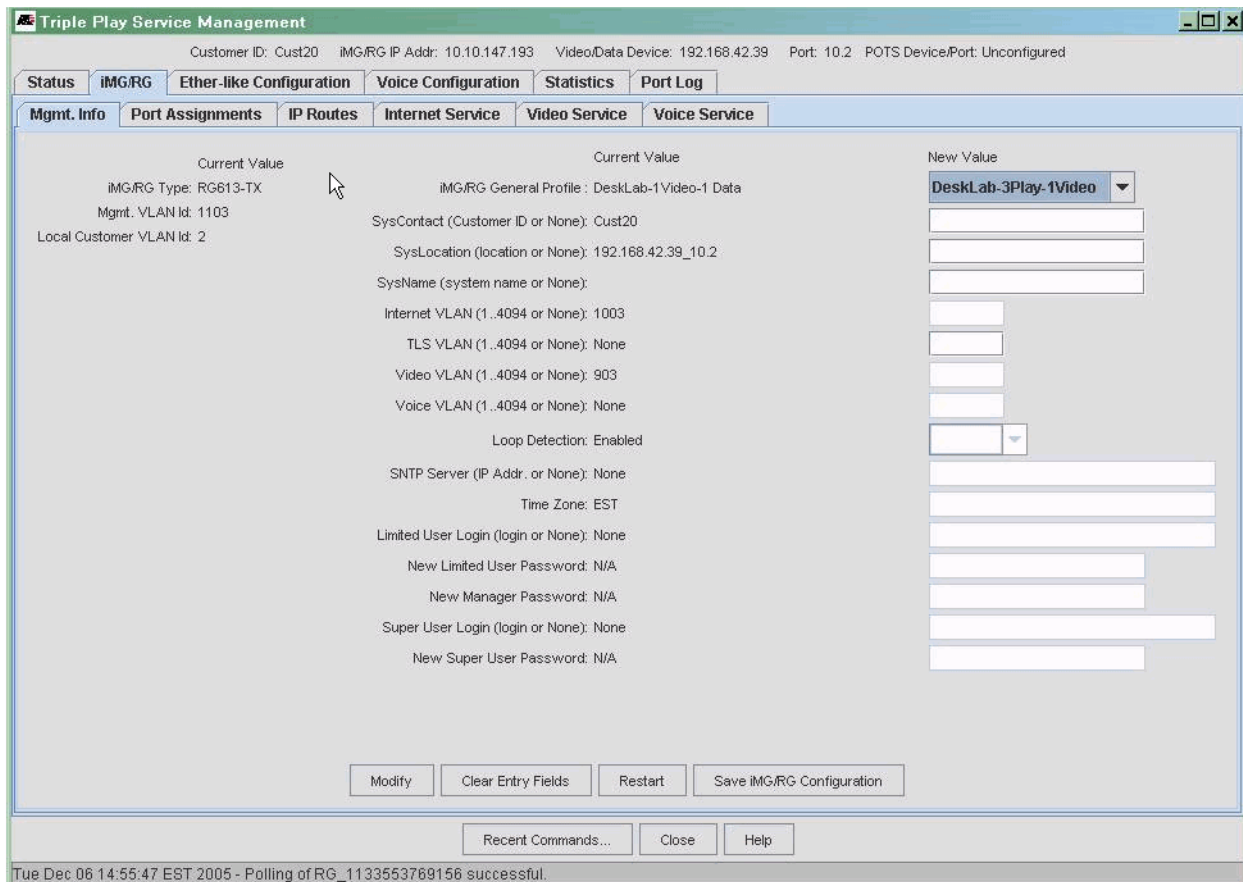 Triple Play Service Management
Customer ID: Cust20 iMG/RG IP Addr: 10.10.147.193 Video/Data Device: 192.168.42.39 Port: 10.2 POTS Device/Port: Unconfigured
Status iMG/RG Ether-like Configuration Voice Configuration Statistics Port Log
Mgmt. Info Port Assignments IP Routes Internet Service Video Service Voice Service
Current Value
iMG/RG Type: RG613-TX
Mgmt. VLAN Id: 1103
Local Customer VLAN Id: 2
Current Value New Value
iMG/RG General Profile : DeskLab-1Video-1 Data DeskLab-3Play-1Video
SysContact (Customer ID or None): Cust20
SysLocation (location or None): 192.168.42.39_10.2
SysName (system name or None):
Internet VLAN (1..4094 or None): 1003
TLS VLAN (1..4094 or None): None
Video VLAN (1..4094 or None): 903
Voice VLAN (1..4094 or None): None
Loop Detection: Enabled
SNTP Server (IP Addr. or None): None
Time Zone: EST
Limited User Login (login or None): None
New Limited User Password: N/A
New Manager Password: N/A
Super User Login (login or None): None
New Super User Password: N/A
Modify Clear Entry Fields Restart Save iMG/RG Configuration
Recent Commands... Close Help
Tue Dec 06 14:55:47 EST 2005 - Polling of RG_1133553769156 successful.